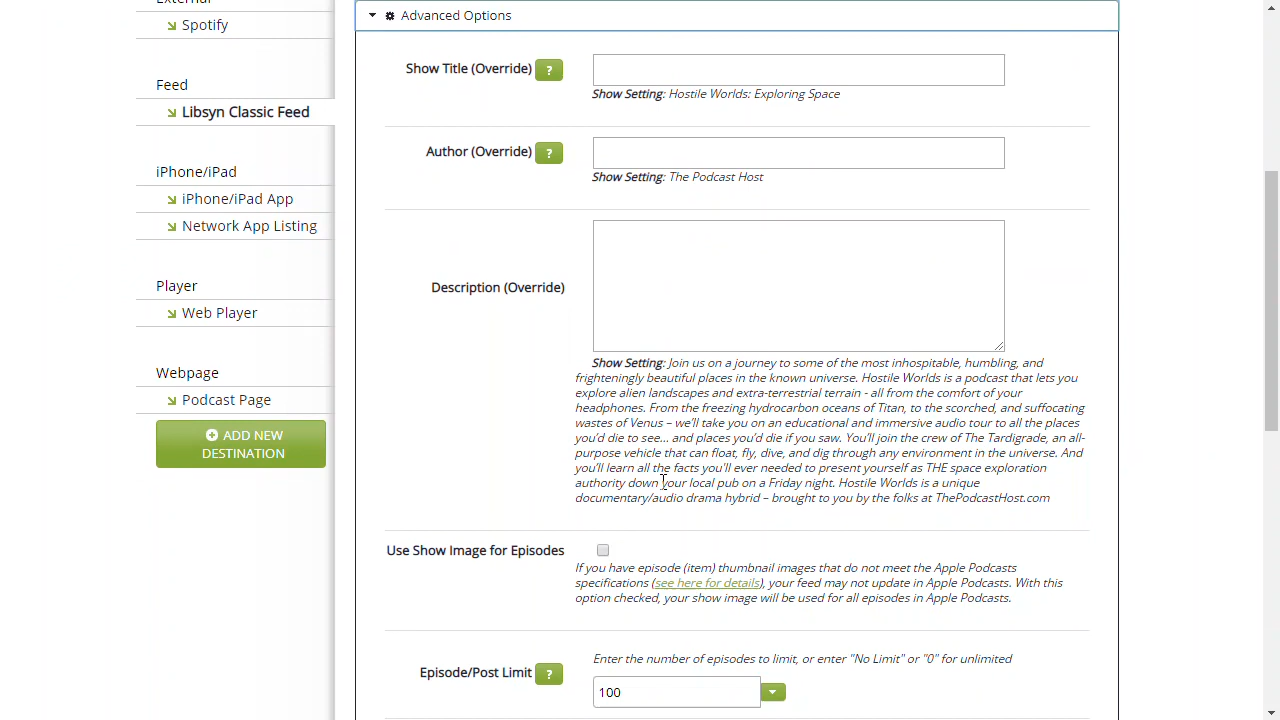 External
Spotify
Feed
Libsyn Classic Feed
iPhone/iPad
iPhone/iPad App
Network App Listing
Player
Web Player
Webpage
Podcast Page
ADD NEW
DESTINATION
Advanced Options
Show Title (Override) ?
Show Setting: Hostile Worlds: Exploring Space
Author (Override) ?
Show Setting: The Podcast Host
Description (Override)
Show Setting: Join us on a journey to some of the most inhospitable, humbling, and
frighteningly beautiful places in the known universe. Hostile Worlds is a podcast that lets you
explore alien landscapes and extra-terrestrial terrain - all from the comfort of your
headphones. From the freezing hydrocarbon oceans of Titan, to the scorched, and suffocating
wastes of Venus – we’ll take you on an educational and immersive audio tour to all the places
you’d die to see… and places you’d die if you saw. You’ll join the crew of The Tardigrade, an all-
purpose vehicle that can float, fly, dive, and dig through any environment in the universe. And
you’ll learn all the facts you'll ever needed to present yourself as THE space exploration
authority down your local pub on a Friday night. Hostile Worlds is a unique
documentary/audio drama hybrid – brought to you by the folks at ThePodcastHost.com
Use Show Image for Episodes
If you have episode (item) thumbnail images that do not meet the Apple Podcasts
specifications (see here for details), your feed may not update in Apple Podcasts. With this
option checked, your show image will be used for all episodes in Apple Podcasts.
Episode/Post Limit ?
Enter the number of episodes to limit, or enter "No Limit" or "0" for unlimited
100